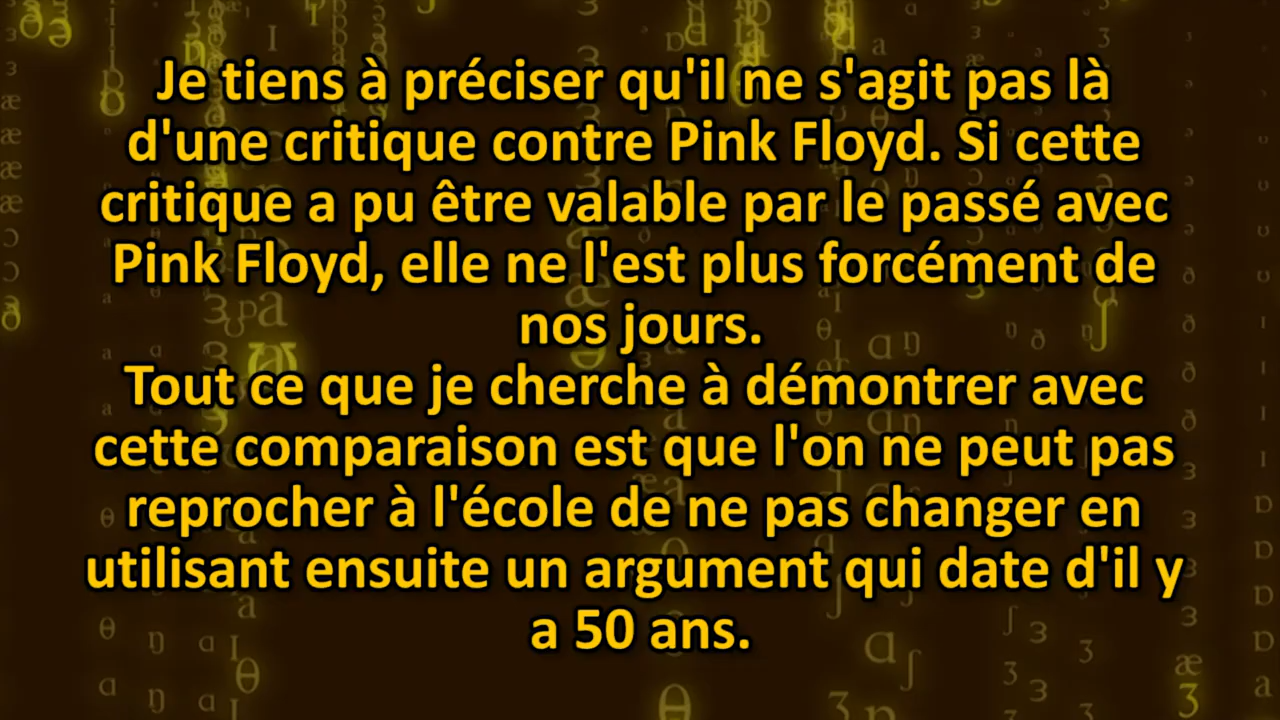 Je tiens à préciser qu'il ne s'agit pas là
d'une critique contre Pink Floyd. Si cette
critique a pu être valable par le passé avec
Pink Floyd, elle ne l'est plus forcément de
nos jours.
Tout ce que je cherche à démontrer avec
cette comparaison est que l'on ne peut pas
reprocher à l'école de ne pas changer en
utilisant ensuite un argument qui date d'il y
a 50 ans.